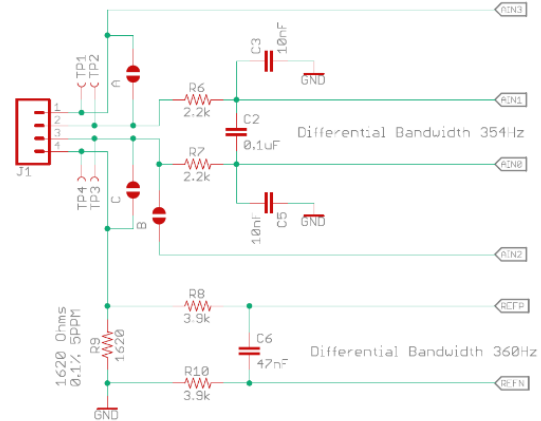 AIN3
C3
10nF
GND
TP1
TP2
A
R6
2.2k
AIN1
1
2
3
4
J1
C2
0.1uF
Differential Bandwidth 354Hz
R7
2.2k
AIN0
TP4
TP3
C
B
10nF
C5
GND
AIN2
R8
3.9k
REFP
1620 Ohms
0.1% 5PPM
R9
1620
C6
47nF
Differential Bandwidth 360Hz
R10
3.9k
REFN
GND